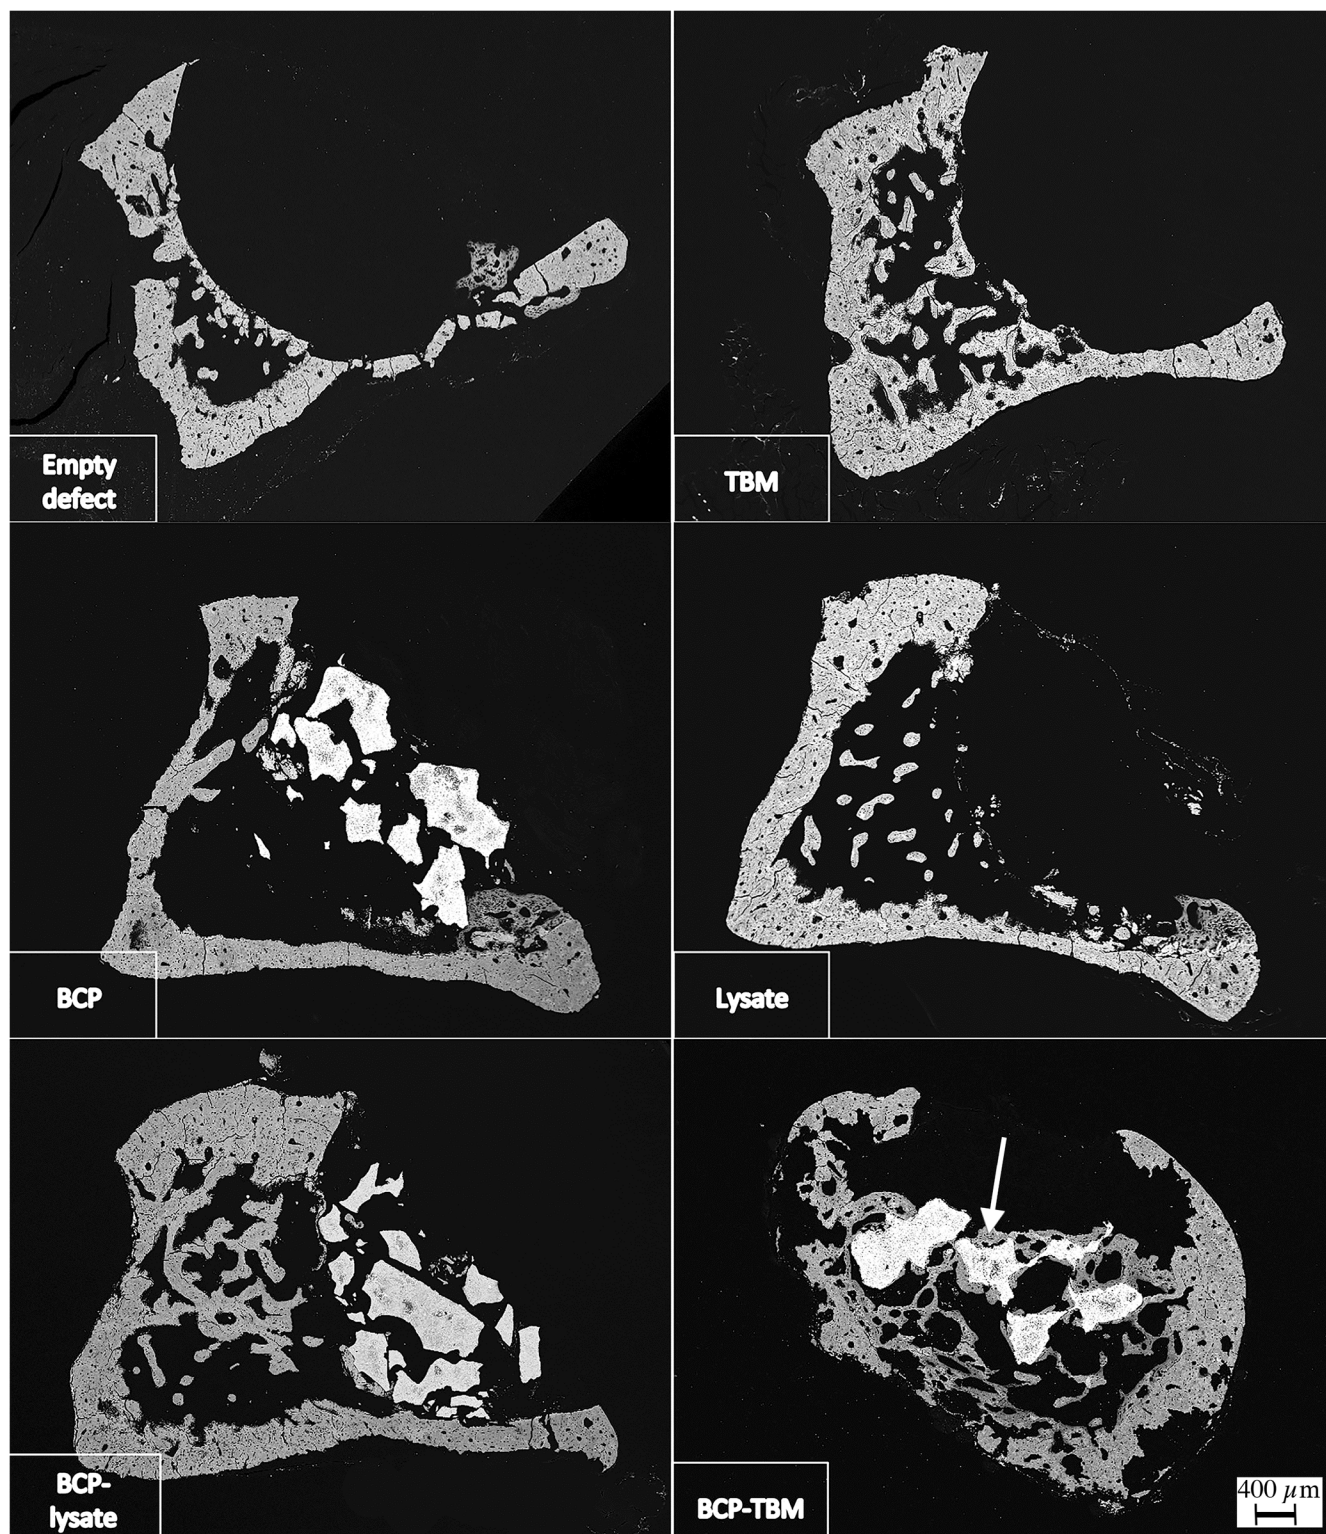 Empty
defect
TBM
BCP
Lysate
BCP-
lysate
BCP-TBM
400 µm